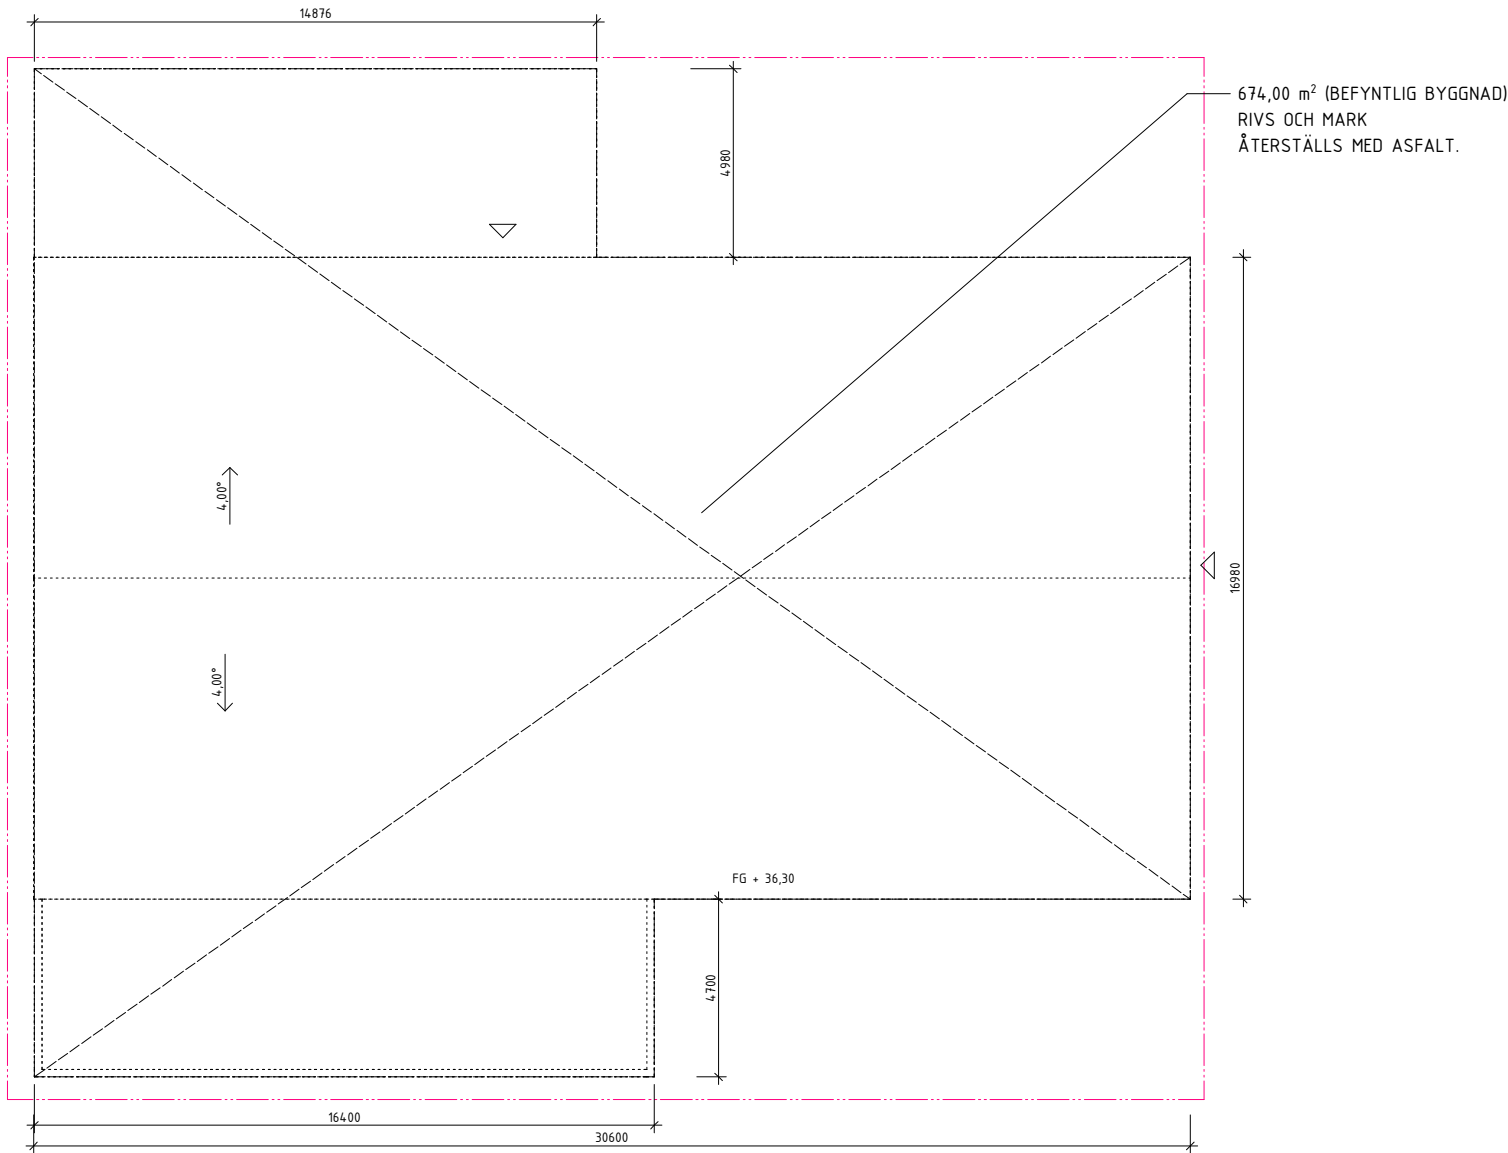 14876
674,00 m² (BEFYNTLIG BYGGNAD)
RIVS OCH MARK
ÅTERSTÄLLS MED ASFALT.
4980
4,00°
16980
4,00°
FG + 36,30
4700
16400
30600